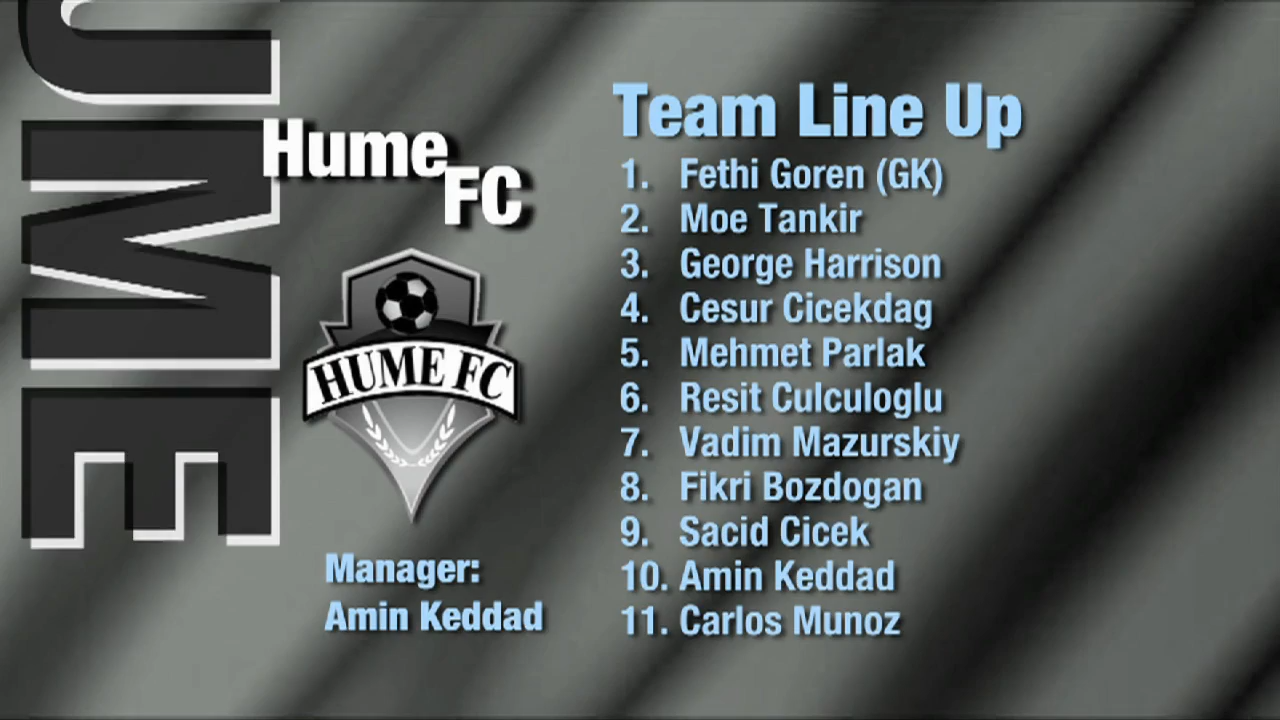 UME
Hume
FC
HUME FC
Manager:
Amin Keddad
Team Line Up
1. Fethi Goren (GK)
2. Moe Tankir
3. George Harrison
4. Cesur Cicekdag
5. Mehmet Parlak
6. Resit Culculoglu
7. Vadim Mazurskiy
8. Fikri Bozdogan
9. Sacid Cicek
10. Amin Keddad
11. Carlos Munoz